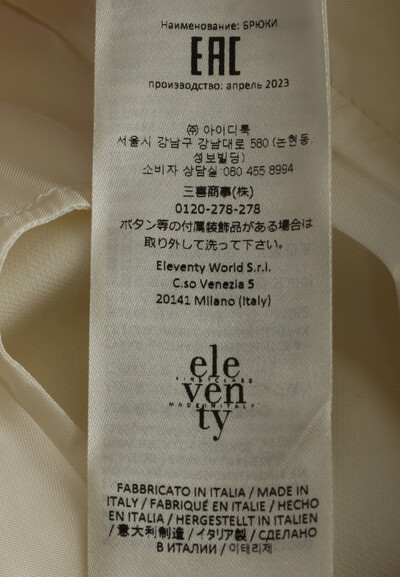 Наименование: БРЮКИ
EAC
производство: апрель 2023
㈜ 아이디룩
서울시 강남구 강남대로 580 (논현동,
성보빌딩)
소비자 상담실:080 455 8994
三喜商事(株)
0120-278-278
ボタン等の付属装飾品がある場合は
取り外して洗って下さい。
Eleventy World S.r.l.
C.so Venezia 5
20141 Milano (Italy)
ele
FIRSTCLASS
ven
MADEINITALY
ty
FABBRICATO IN ITALIA / MADE IN
ITALY / FABRIQUÉ EN ITALIE / HECHO
EN ITALIA / HERGESTELLT IN ITALIEN
/ 意大利制造 / イタリア製 / СДЕЛАНО
В ИТАЛИИ / 이태리제